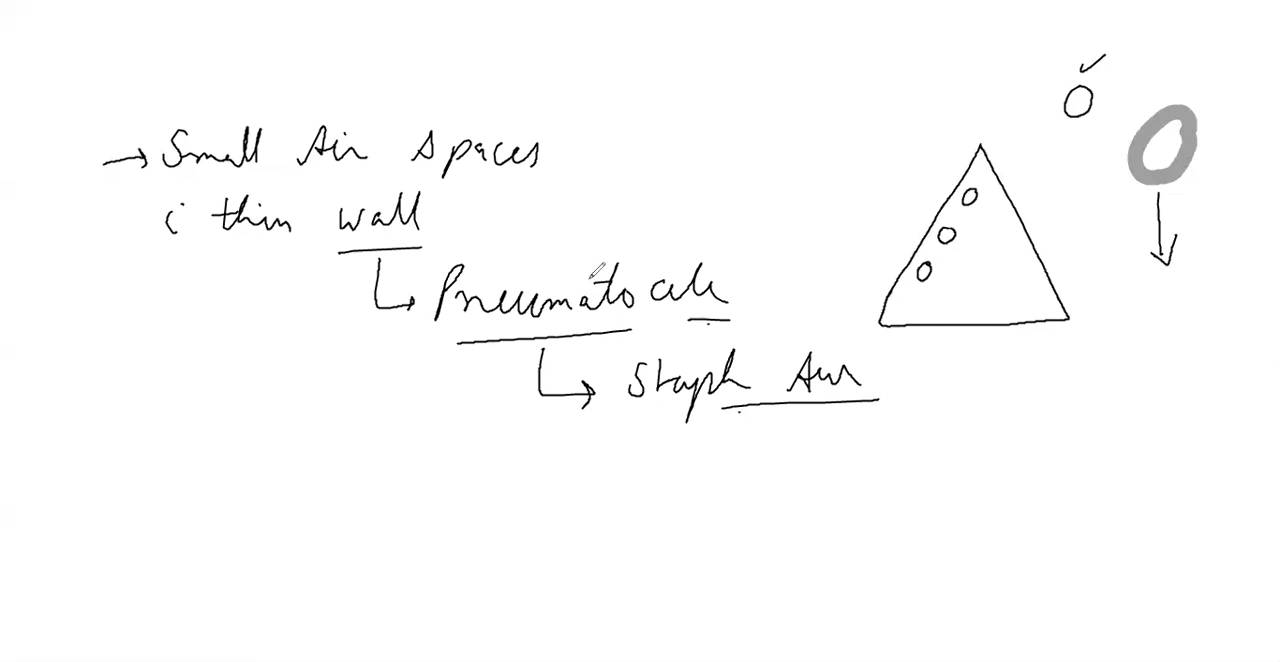 → Small Air spaces
c̄ thin wall
↳ Pneumatocele
↳ Staph Aur